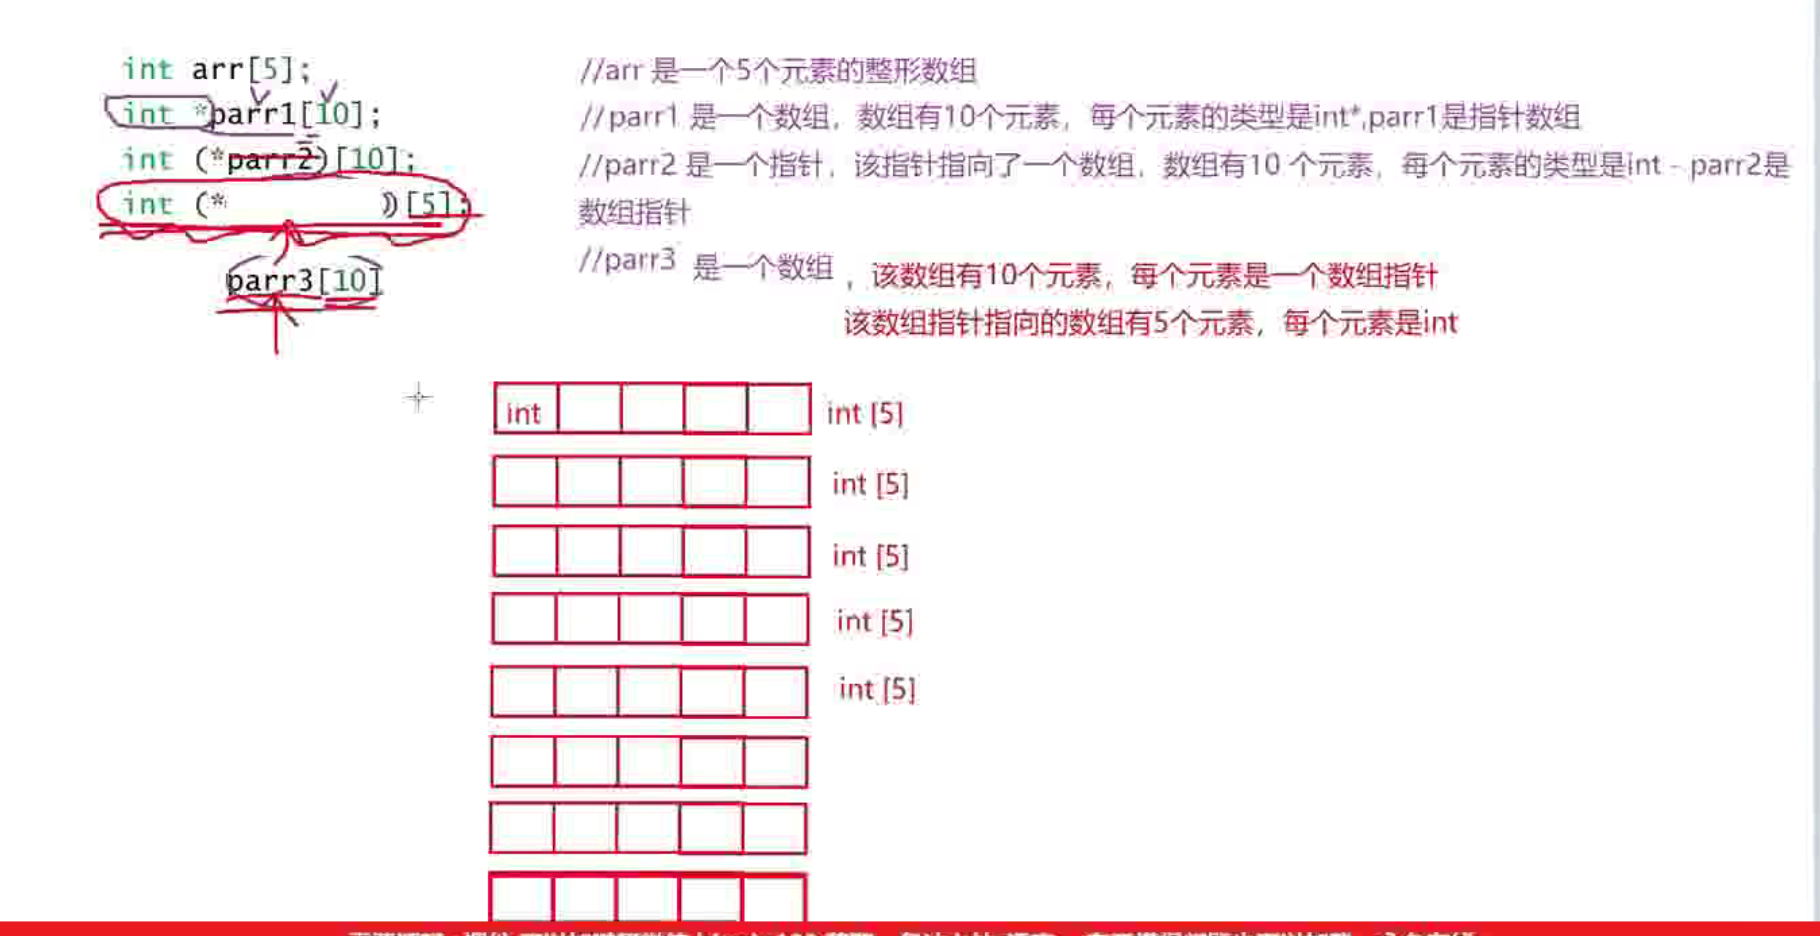 int arr[5];
//arr 是一个5个元素的整形数组
int *parr1[10];
//parr1 是一个数组，数组有10个元素，每个元素的类型是int*,parr1是指针数组
int (*parr2)[10];
//parr2 是一个指针，该指针指向了一个数组，数组有10 个元素，每个元素的类型是int - parr2是
数组指针
int (* )[5];
parr3[10]
//parr3 是一个数组 ，该数组有10个元素，每个元素是一个数组指针
该数组指针指向的数组有5个元素，每个元素是int
int
int [5]
int [5]
int [5]
int [5]
int [5]